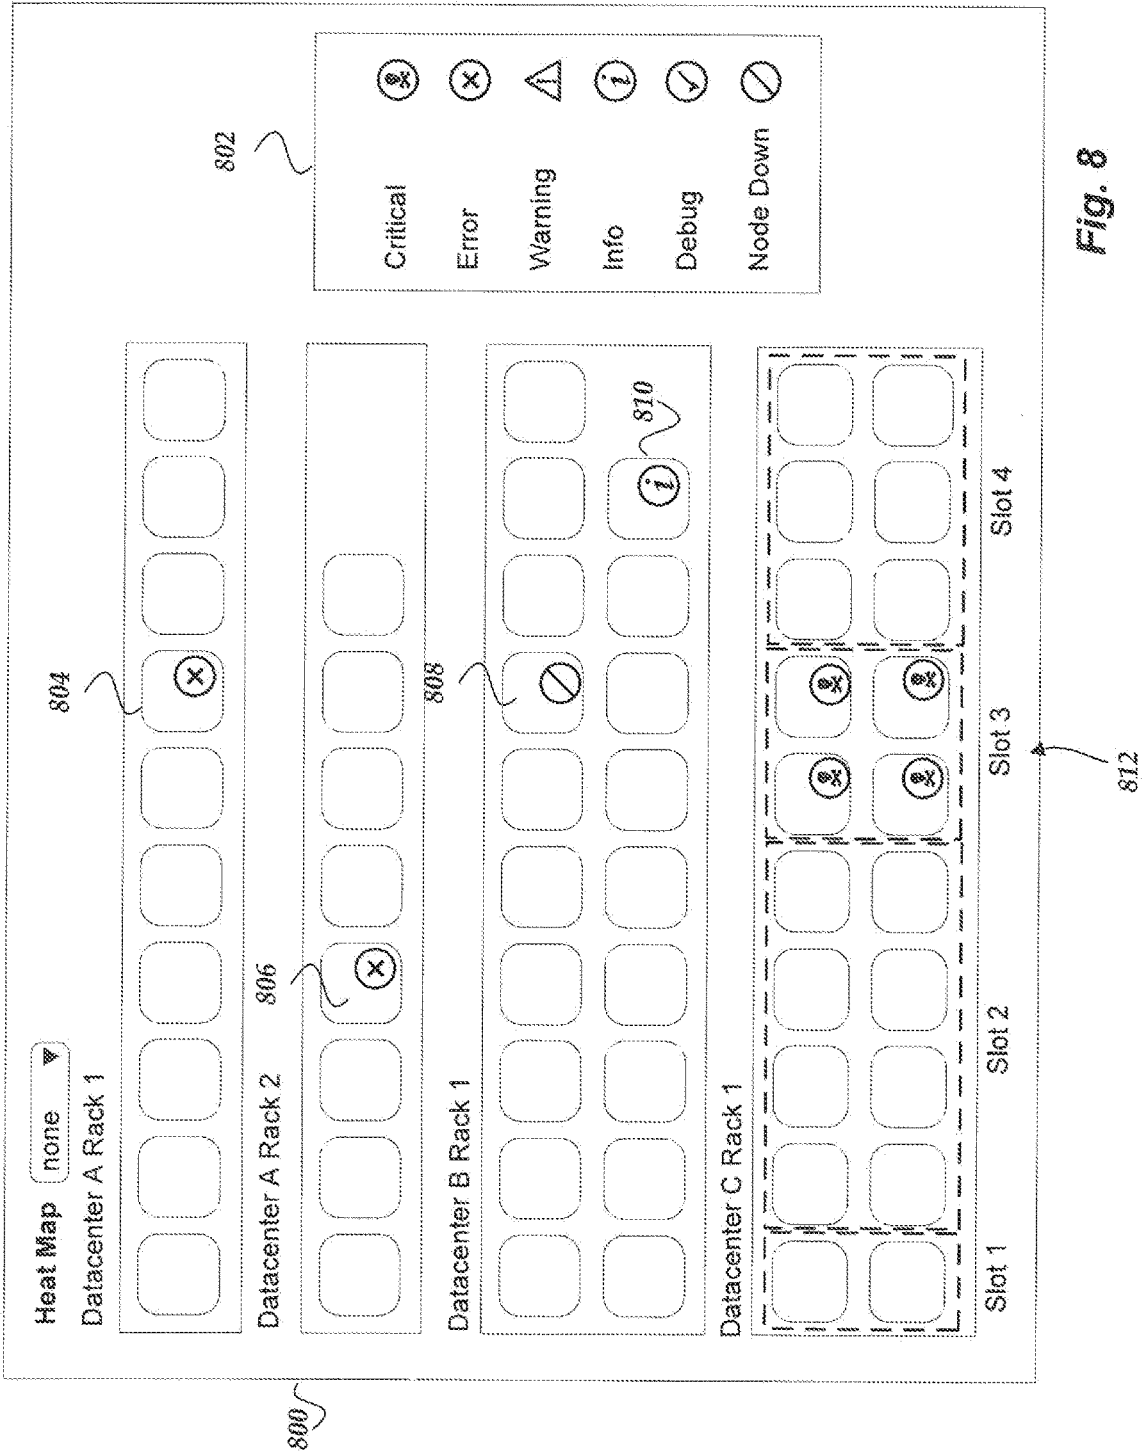 800
Heat Map none
Datacenter A Rack 1
804
Datacenter A Rack 2
806
Datacenter B Rack 1
808
i
810
Datacenter C Rack 1
Slot 1
Slot 2
Slot 3
Slot 4
812
802
Critical
Error
Warning
!
Info
i
Debug
Node Down
Fig. 8